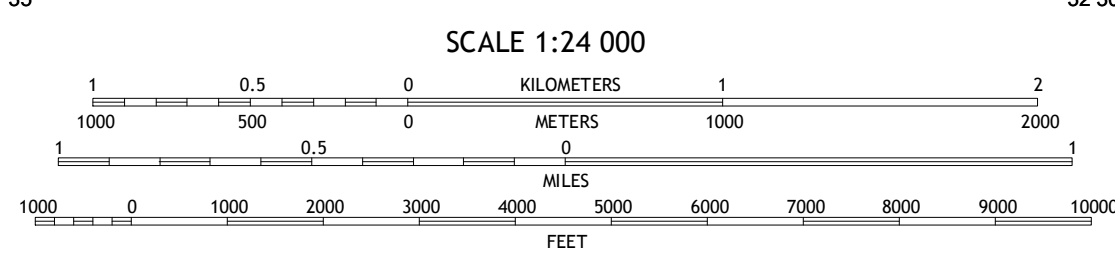 SCALE 1:24 000
1 0.5 0 KILOMETERS 1 2
1000 500 0 METERS 1000 2000
1 0.5 0 1
MILES
1000 0 1000 2000 3000 4000 5000 6000 7000 8000 9000 10000
FEET